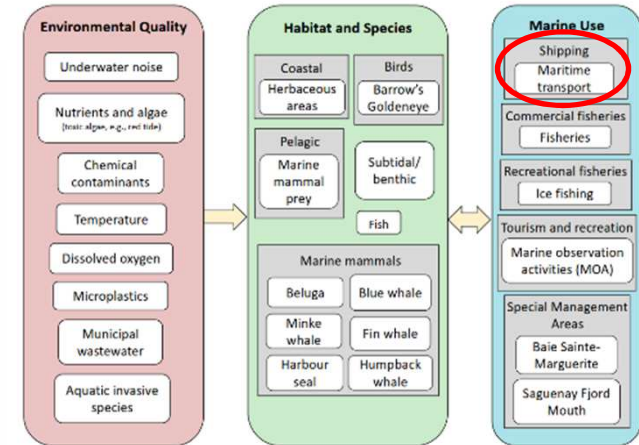 Environmental Quality
Underwater noise
Nutrients and algae
(toxic algae, e.g., red tide)
Chemical
contaminants
Temperature
Dissolved oxygen
Microplastics
Municipal
wastewater
Aquatic invasive
species
Habitat and Species
Coastal
Herbaceous
areas
Birds
Barrow's
Goldeneye
Pelagic
Marine
mammal
prey
Subtidal/
benthic
Fish
Marine mammals
Beluga
Blue whale
Minke
whale
Fin whale
Harbour
seal
Humpback
whale
Marine Use
Shipping
Maritime
transport
Commercial fisheries
Fisheries
Recreational fisheries
Ice fishing
Tourism and recreation
Marine observation
activities (MOA)
Special Management
Areas
Baie Sainte-
Marguerite
Saguenay Fjord
Mouth